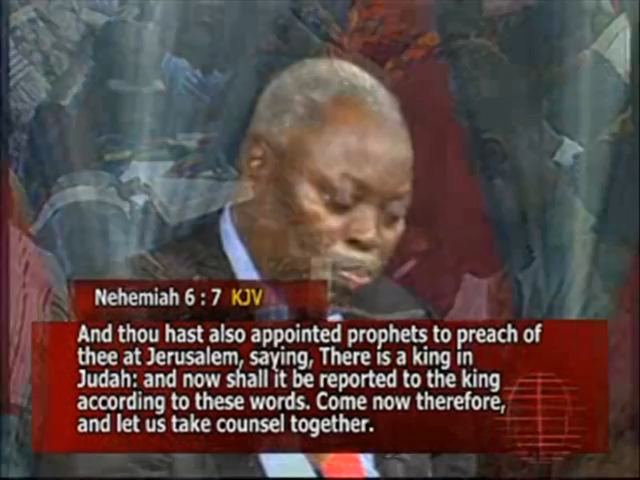 Nehemiah 6 : 7 KJV
And thou hast also appointed prophets to preach of
thee at Jerusalem, saying, There is a king in
Judah: and now shall it be reported to the king
according to these words. Come now therefore,
and let us take counsel together.